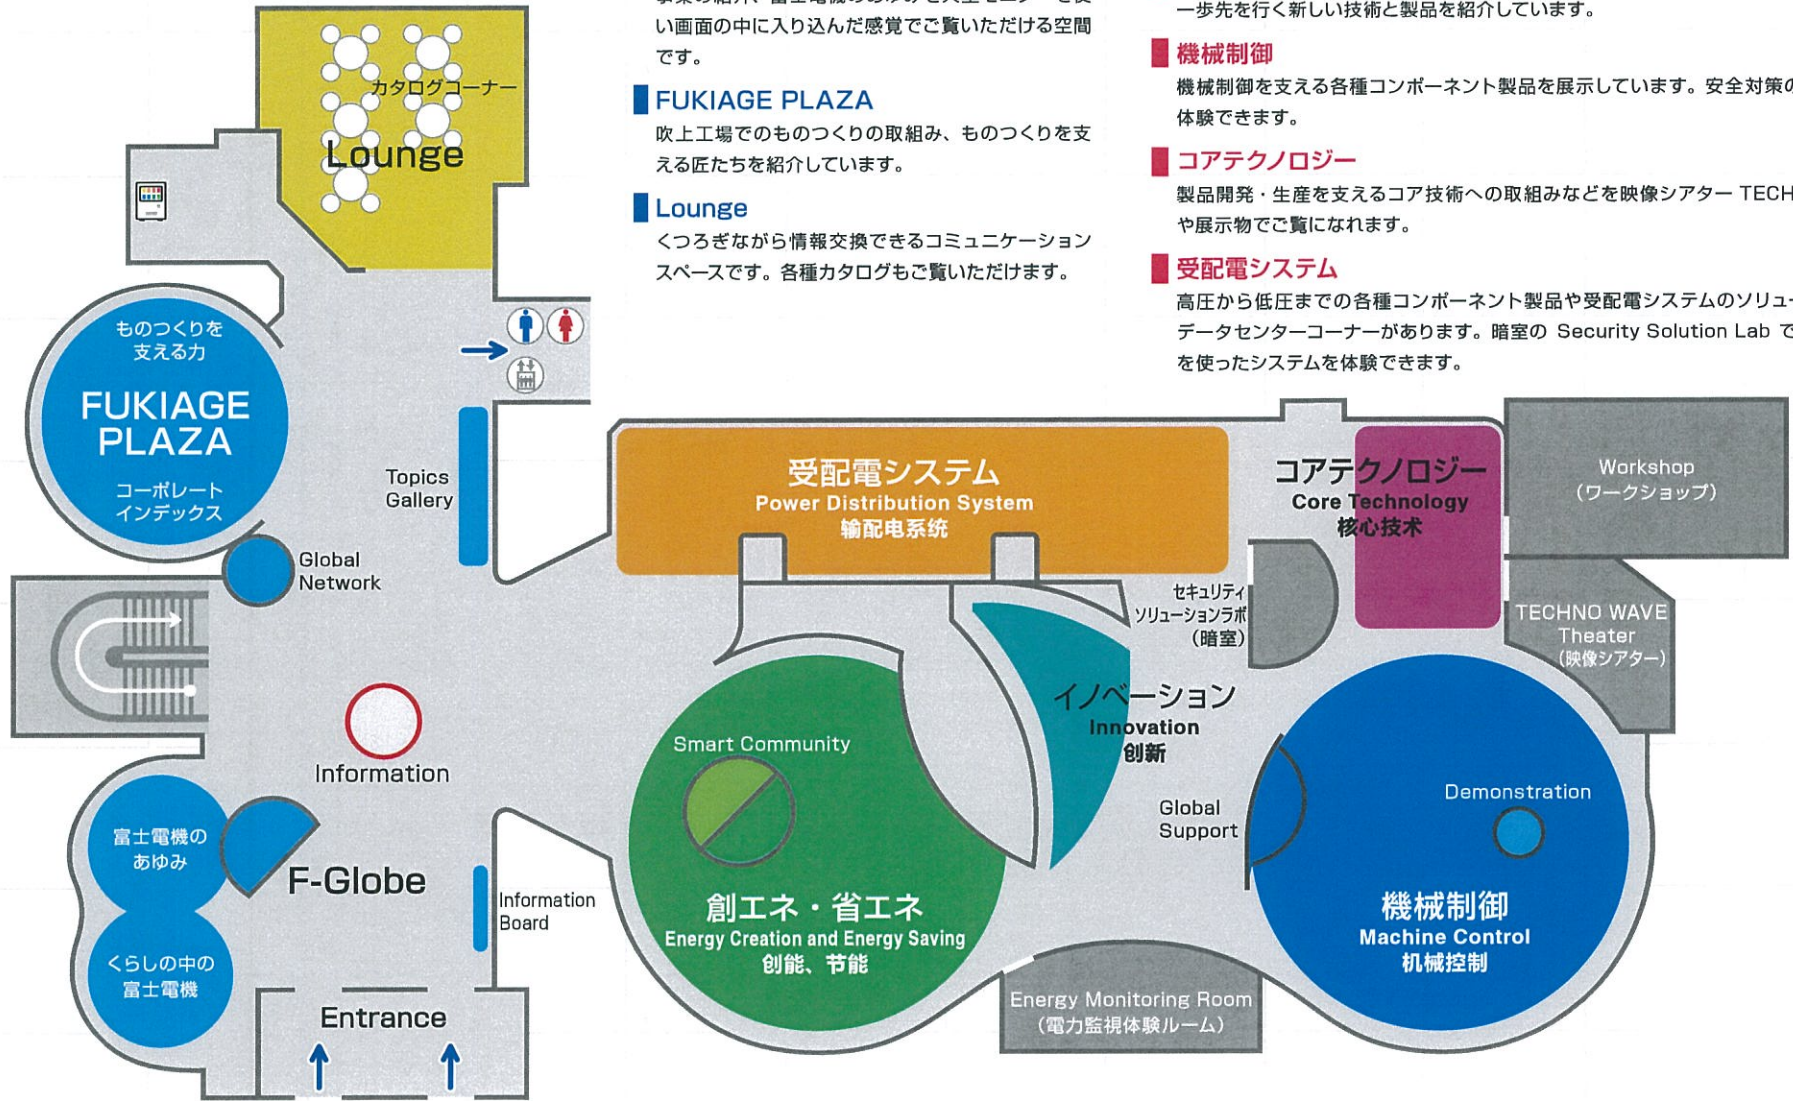 い画面の中に入り込んだ感覚でご覧いただける空間
です。
FUKIAGE PLAZA
吹上工場でのものつくりの取組み、ものつくりを支
える匠たちを紹介しています。
Lounge
くつろぎながら情報交換できるコミュニケーション
スペースです。各種カタログもご覧いただけます。
一歩先を行く新しい技術と製品を紹介しています。
機械制御
機械制御を支える各種コンポーネント製品を展示しています。安全対策の
体験できます。
コアテクノロジー
製品開発・生産を支えるコア技術への取組みなどを映像シアター TECH
や展示物でご覧になれます。
受配電システム
高圧から低圧までの各種コンポーネント製品や受配電システムのソリュー
データセンターコーナーがあります。暗室の Security Solution Lab で
を使ったシステムを体験できます。
カタログコーナー
Lounge
ものつくりを
支える力
FUKIAGE
PLAZA
コーポレート
インデックス
Topics
Gallery
Global
Network
Information
富士電機の
あゆみ
F-Globe
くらしの中の
富士電機
Information
Board
Entrance
受配電システム
Power Distribution System
输配电系统
コアテクノロジー
Core Technology
核心技术
Workshop
(ワークショップ)
セキュリティ
ソリューションラボ
(暗室)
TECHNO WAVE
Theater
(映像シアター)
イノベーション
Innovation
创新
Smart Community
創エネ・省エネ
Energy Creation and Energy Saving
创能、节能
Global
Support
Demonstration
機械制御
Machine Control
机械控制
Energy Monitoring Room
(電力監視体験ルーム)